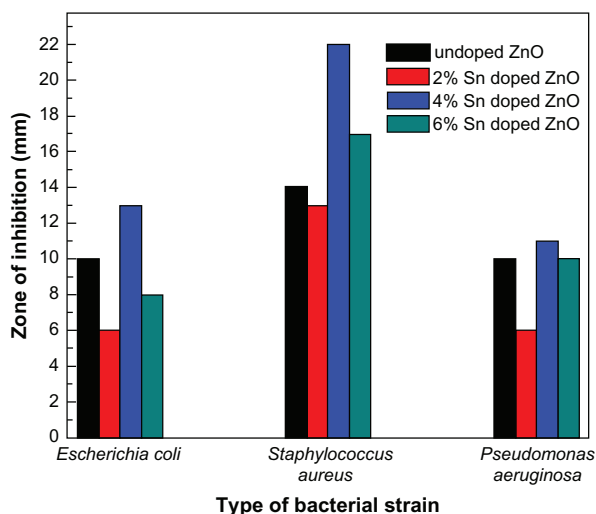 Zone of inhibition (mm)
22
20
18
16
14
12
10
8
6
4
2
0
undoped ZnO
2% Sn doped ZnO
4% Sn doped ZnO
6% Sn doped ZnO
Escherichia coli
Staphylococcus
aureus
Pseudomonas
aeruginosa
Type of bacterial strain